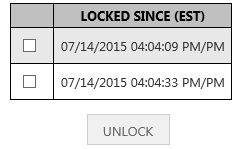 LOCKED SINCE (EST)
07/14/2015 04:04:09 PM/PM
07/14/2015 04:04:33 PM/PM
UNLOCK